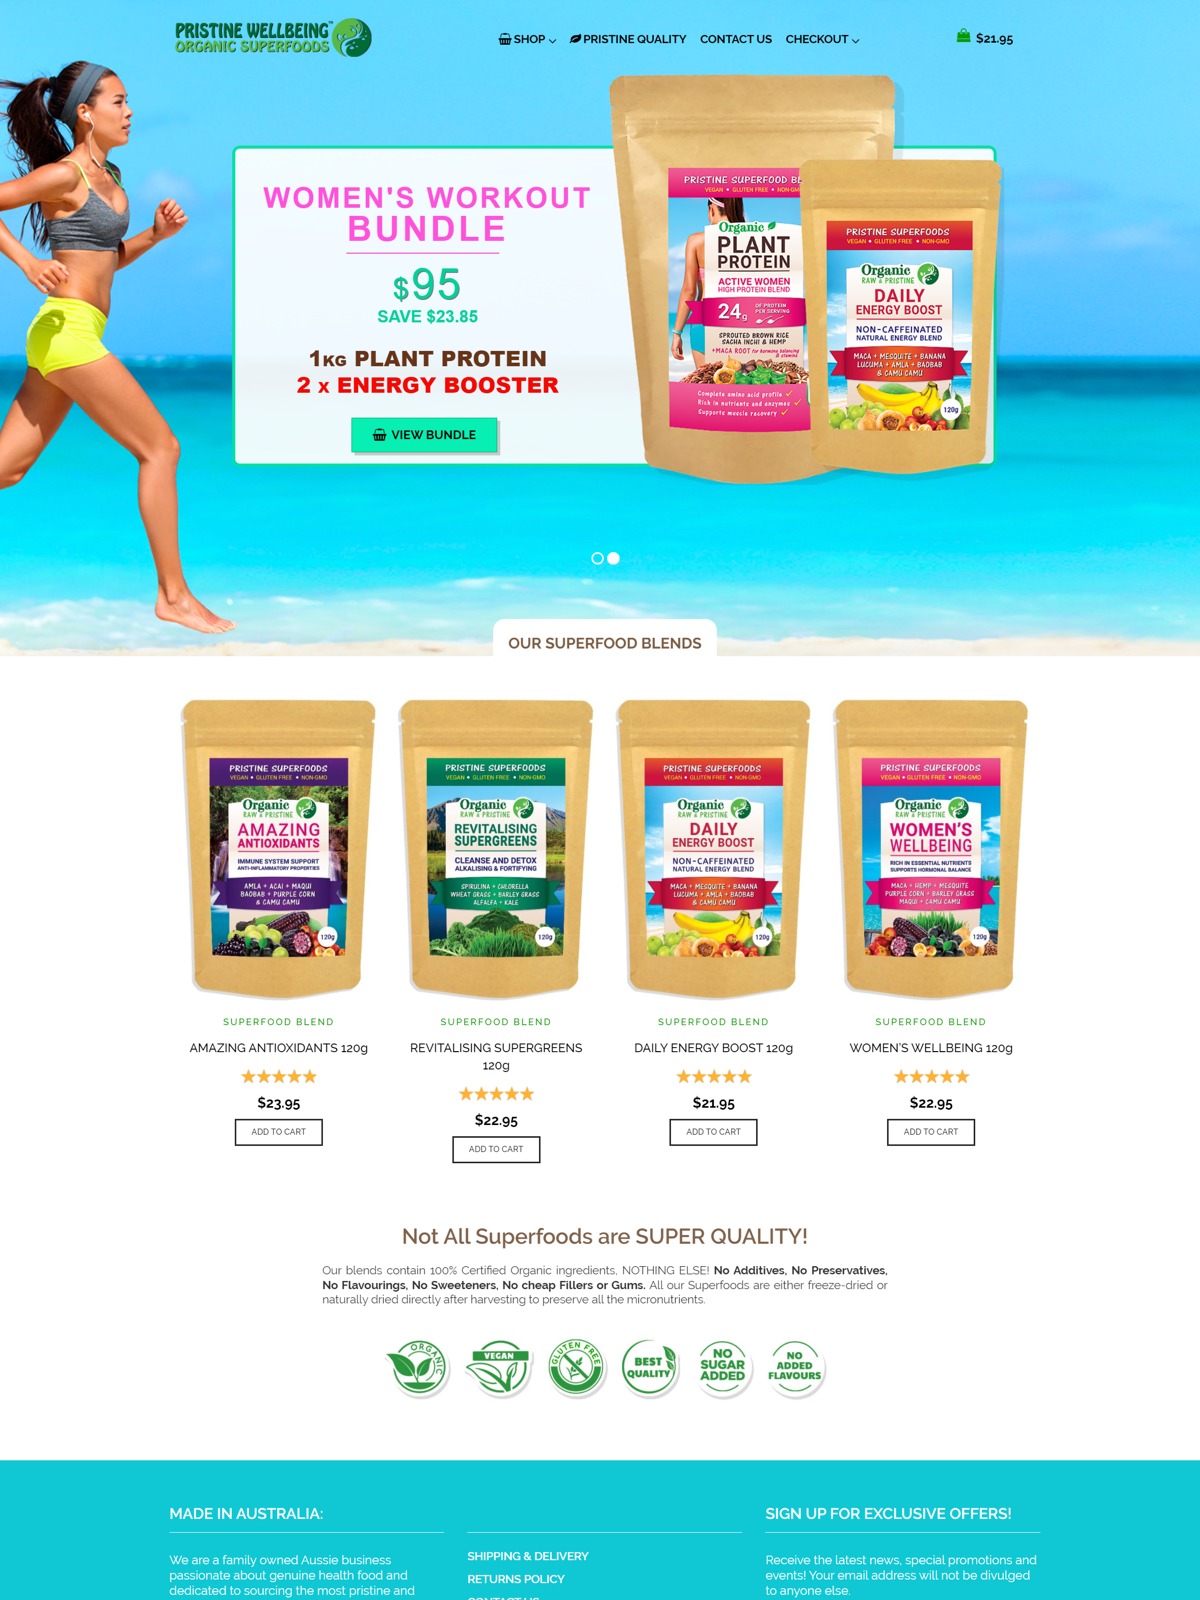 PRISTINE WELLBEING™
ORGANIC SUPERFOODS
SHOP
PRISTINE QUALITY
CONTACT US
CHECKOUT
$21.95
WOMEN'S WORKOUT
BUNDLE
$95
SAVE $23.85
1KG PLANT PROTEIN
2 x ENERGY BOOSTER
VIEW BUNDLE
PRISTINE SUPERFOOD BL
VEGAN • GLUTEN FREE • NON-GM
Organic
PLANT
PROTEIN
ACTIVE WOMEN
HIGH PROTEIN BLEND
24g OF PROTEIN
PER SERVING
SPROUTED BROWN RICE
SACHA INCHI & HEMP
+MACA ROOT for hormone balancing
& stamina
Complete amino acid profile
Rich in nutrients and enzymes
Supports muscle recovery
PRISTINE SUPERFOODS
VEGAN • GLUTEN FREE • NON-GMO
Organic
RAW & PRISTINE
DAILY
ENERGY BOOST
NON-CAFFEINATED
NATURAL ENERGY BLEND
MACA + MESQUITE + BANANA
LUCUMA + AMLA + BAOBAB
& CAMU CAMU
120g
OUR SUPERFOOD BLENDS
PRISTINE SUPERFOODS
VEGAN • GLUTEN FREE • NON-GMO
Organic
RAW & PRISTINE
AMAZING
ANTIOXIDANTS
IMMUNE SYSTEM SUPPORT
ANTI-INFLAMMATORY PROPERTIES
AMLA + ACAI + MAQUI
BAOBAB + PURPLE CORN
& CAMU CAMU
120g
SUPERFOOD BLEND
AMAZING ANTIOXIDANTS 120g
$23.95
ADD TO CART
PRISTINE SUPERFOODS
VEGAN • GLUTEN FREE • NON-GMO
Organic
RAW & PRISTINE
REVITALISING
SUPERGREENS
CLEANSE AND DETOX
ALKALISING & FORTIFYING
SPIRULINA + CHLORELLA
WHEAT GRASS + BARLEY GRASS
ALFALFA + KALE
120g
SUPERFOOD BLEND
REVITALISING SUPERGREENS
120g
$22.95
ADD TO CART
PRISTINE SUPERFOODS
VEGAN • GLUTEN FREE • NON-GMO
Organic
RAW & PRISTINE
DAILY
ENERGY BOOST
NON-CAFFEINATED
NATURAL ENERGY BLEND
MACA + MESQUITE + BANANA
LUCUMA + AMLA + BAOBAB
& CAMU CAMU
120g
SUPERFOOD BLEND
DAILY ENERGY BOOST 120g
$21.95
ADD TO CART
PRISTINE SUPERFOODS
VEGAN • GLUTEN FREE • NON-GMO
Organic
RAW & PRISTINE
WOMEN'S
WELLBEING
RICH IN ESSENTIAL NUTRIENTS
SUPPORTS HORMONAL BALANCE
MACA + HEMP + MESQUITE
PURPLE CORN + BARLEY GRASS
MAQUI + CAMU CAMU
120g
SUPERFOOD BLEND
WOMEN'S WELLBEING 120g
$22.95
ADD TO CART
Not All Superfoods are SUPER QUALITY!
Our blends contain 100% Certified Organic ingredients, NOTHING ELSE! No Additives, No Preservatives,
No Flavourings, No Sweeteners, No cheap Fillers or Gums. All our Superfoods are either freeze-dried or
naturally dried directly after harvesting to preserve all the micronutrients.
ORGANIC
VEGAN
GLUTEN FREE
BEST
QUALITY
NO
SUGAR
ADDED
NO
ADDED
FLAVOURS
MADE IN AUSTRALIA:
We are a family owned Aussie business
passionate about genuine health food and
dedicated to sourcing the most pristine and
SHIPPING & DELIVERY
RETURNS POLICY
CONTACT US
SIGN UP FOR EXCLUSIVE OFFERS!
Receive the latest news, special promotions and
events! Your email address will not be divulged
to anyone else.